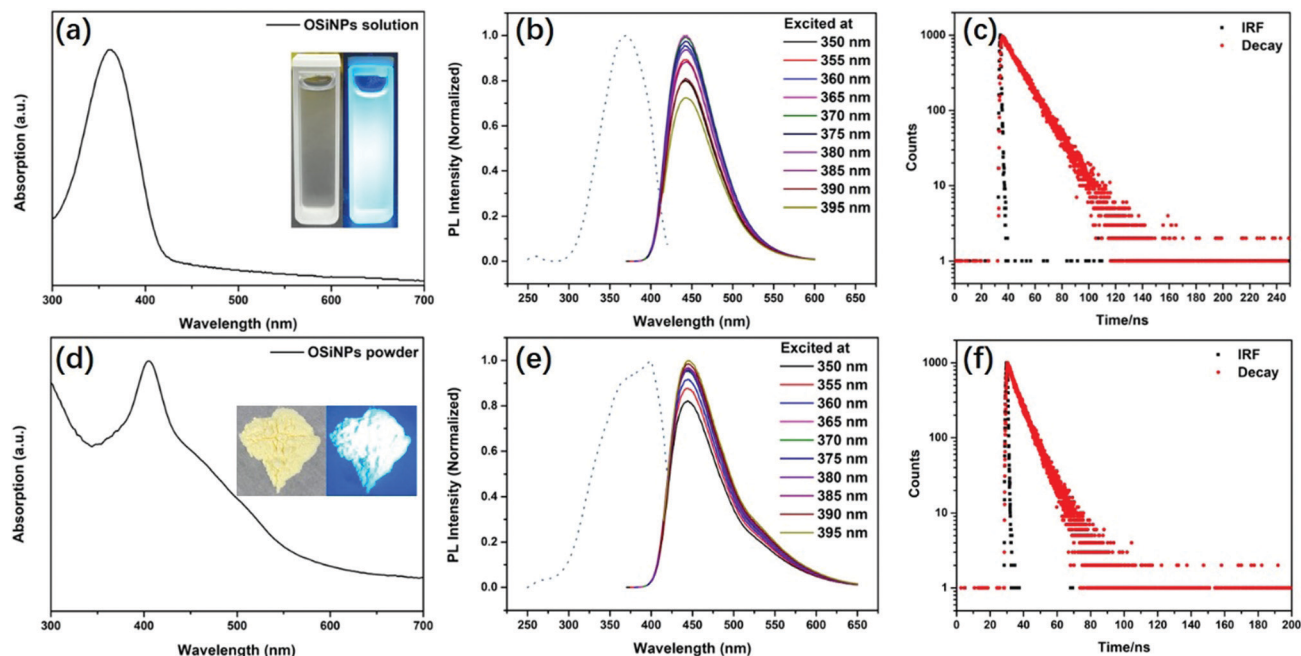 (a)
OSiNPs solution
Absorption (a.u.)
300 400 500 600 700
Wavelength (nm)
(b)
Excited at
350 nm
355 nm
360 nm
365 nm
370 nm
375 nm
380 nm
385 nm
390 nm
395 nm
PL Intensity (Normalized)
1.0
0.8
0.6
0.4
0.2
0.0
250 300 350 400 450 500 550 600 650
Wavelength (nm)
(c)
IRF
Decay
Counts
1000
100
10
1
0 20 40 60 80 100 120 140 160 180 200 220 240
Time/ns
(d)
OSiNPs powder
Absorption (a.u.)
300 350 400 450 500 550 600 650 700
Wavelength (nm)
(e)
Excited at
350 nm
355 nm
360 nm
365 nm
370 nm
375 nm
380 nm
385 nm
390 nm
395 nm
PL Intensity (Normalized)
1.0
0.8
0.6
0.4
0.2
0.0
250 300 350 400 450 500 550 600 650
Wavelength (nm)
(f)
IRF
Decay
Counts
1000
100
10
1
0 20 40 60 80 100 120 140 160 180 200
Time/ns